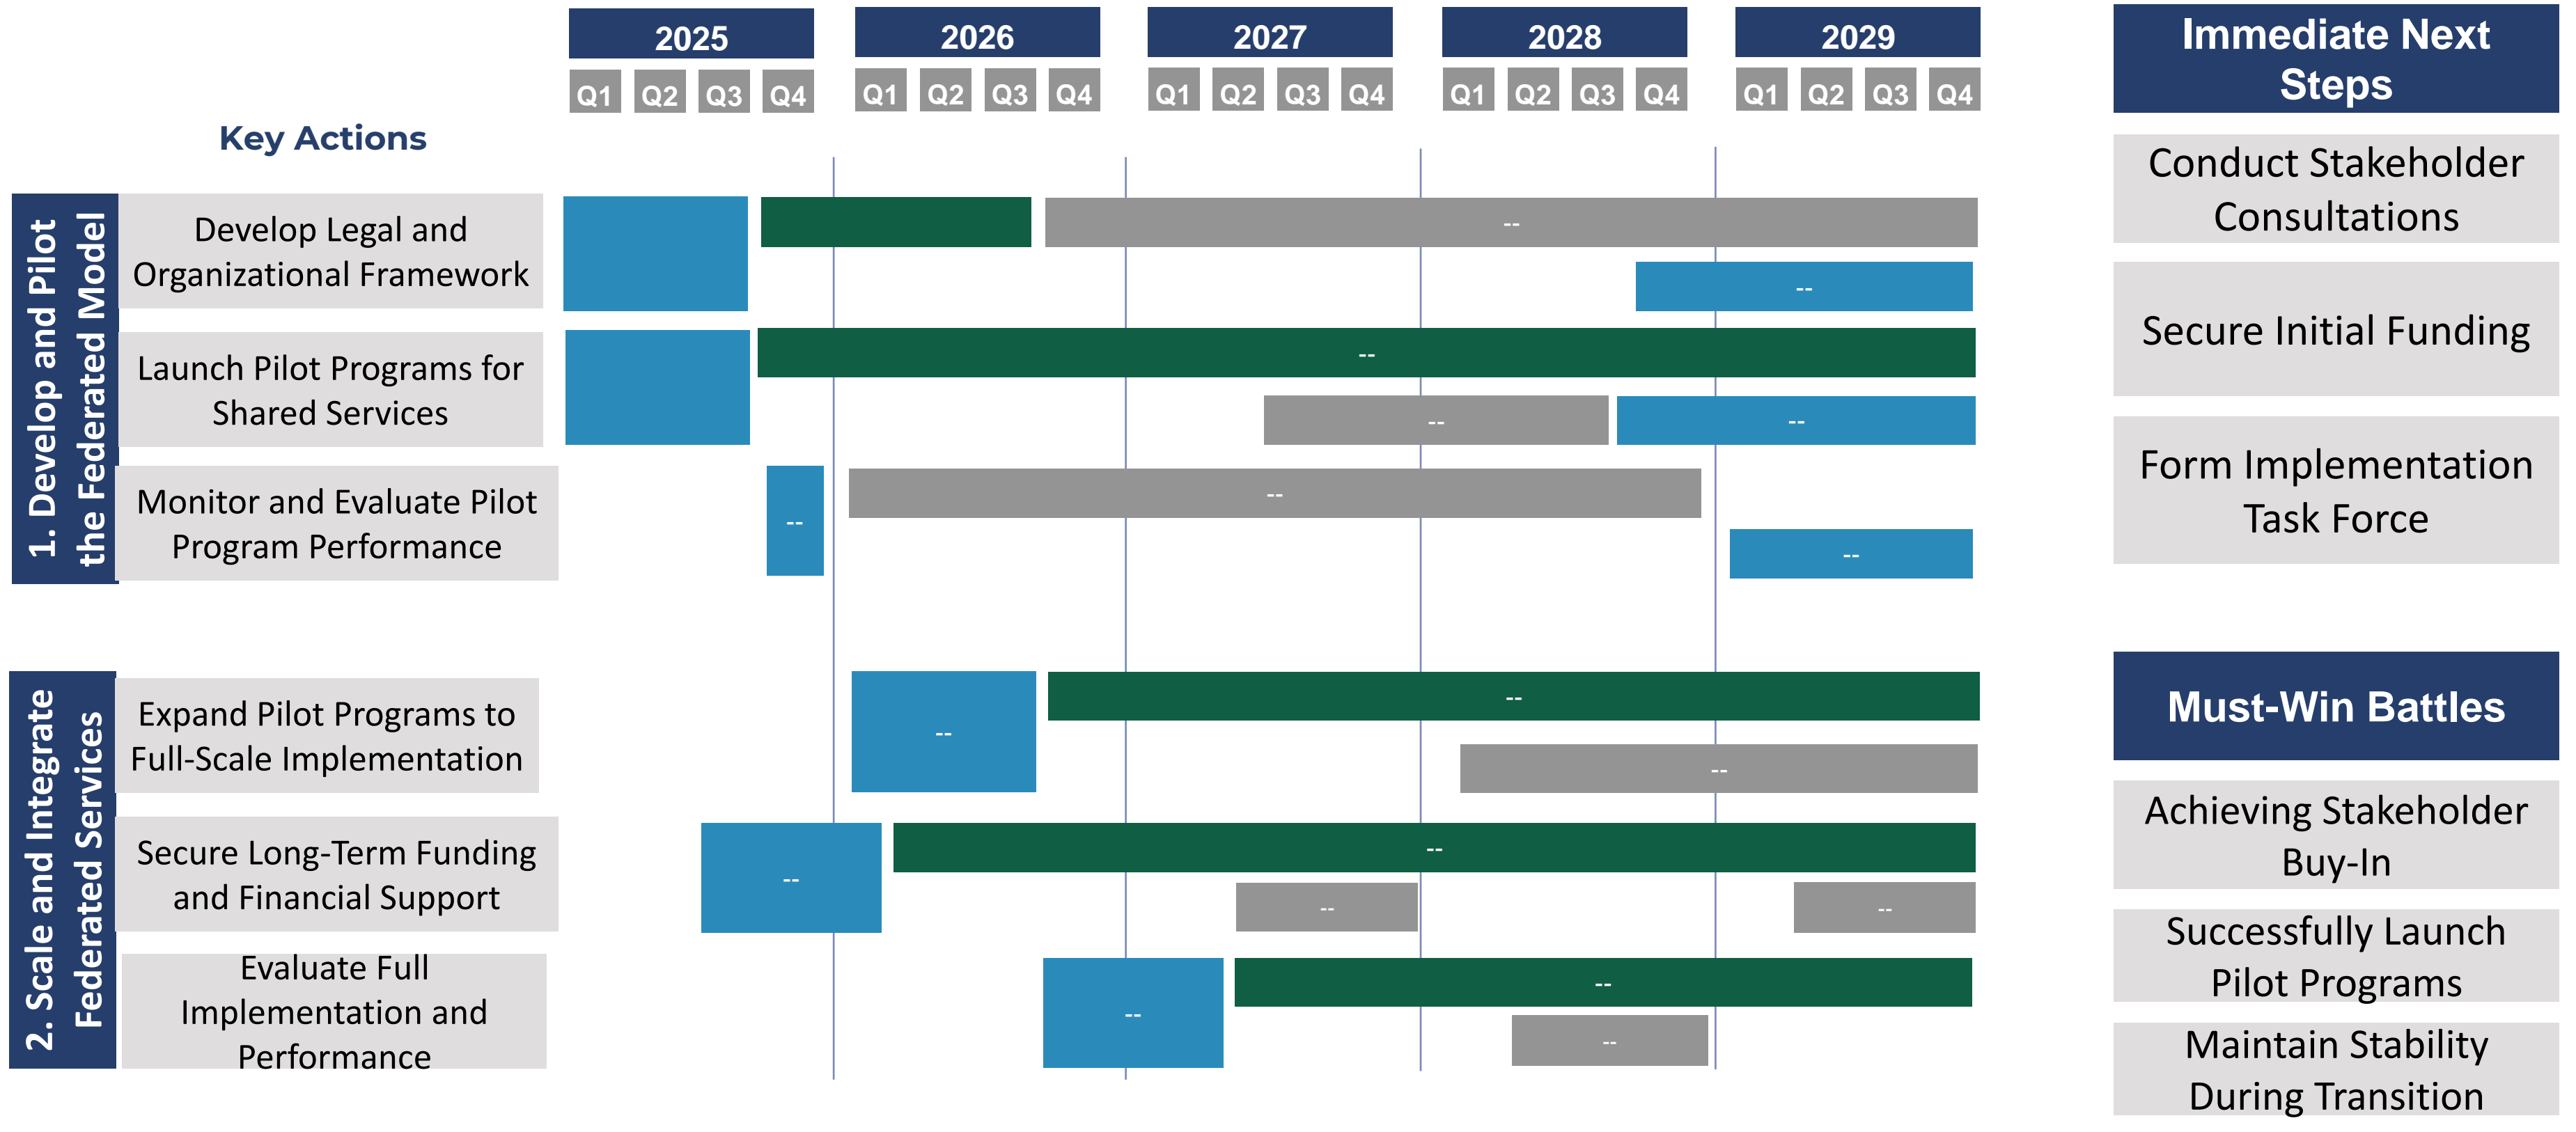 2025
2026
2027
2028
2029
Q1 Q2 Q3 Q4
Q1 Q2 Q3 Q4
Q1 Q2 Q3 Q4
Q1 Q2 Q3 Q4
Q1 Q2 Q3 Q4
Key Actions
1. Develop and Pilot
the Federated Model
Develop Legal and
Organizational Framework
--
--
Launch Pilot Programs for
Shared Services
--
--
--
Monitor and Evaluate Pilot
Program Performance
--
--
--
2. Scale and Integrate
Federated Services
Expand Pilot Programs to
Full-Scale Implementation
--
--
--
Secure Long-Term Funding
and Financial Support
--
--
--
--
Evaluate Full
Implementation and
Performance
--
--
--
Immediate Next
Steps
Conduct Stakeholder
Consultations
Secure Initial Funding
Form Implementation
Task Force
Must-Win Battles
Achieving Stakeholder
Buy-In
Successfully Launch
Pilot Programs
Maintain Stability
During Transition